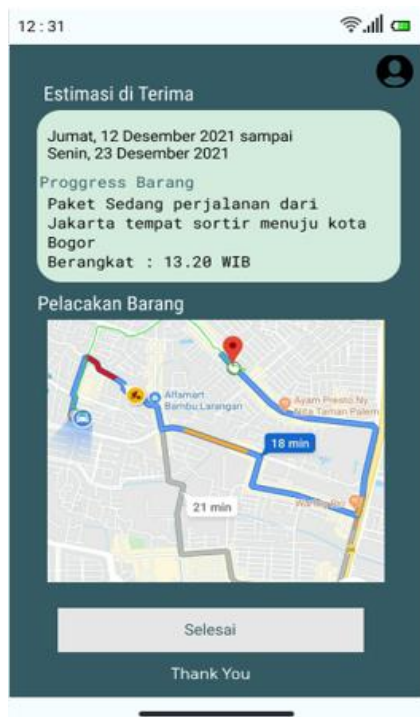 12:31
Estimasi di Terima
Jumat, 12 Desember 2021 sampai
Senin, 23 Desember 2021
Proggress Barang
Paket Sedang perjalanan dari
Jakarta tempat sortir menuju kota
Bogor
Berangkat : 13.20 WIB
Pelacakan Barang
Alfamart
Bambu Larangan
Ayam Presto Ny
Nita Taman Palem
18 min
21 min
Selesai
Thank You